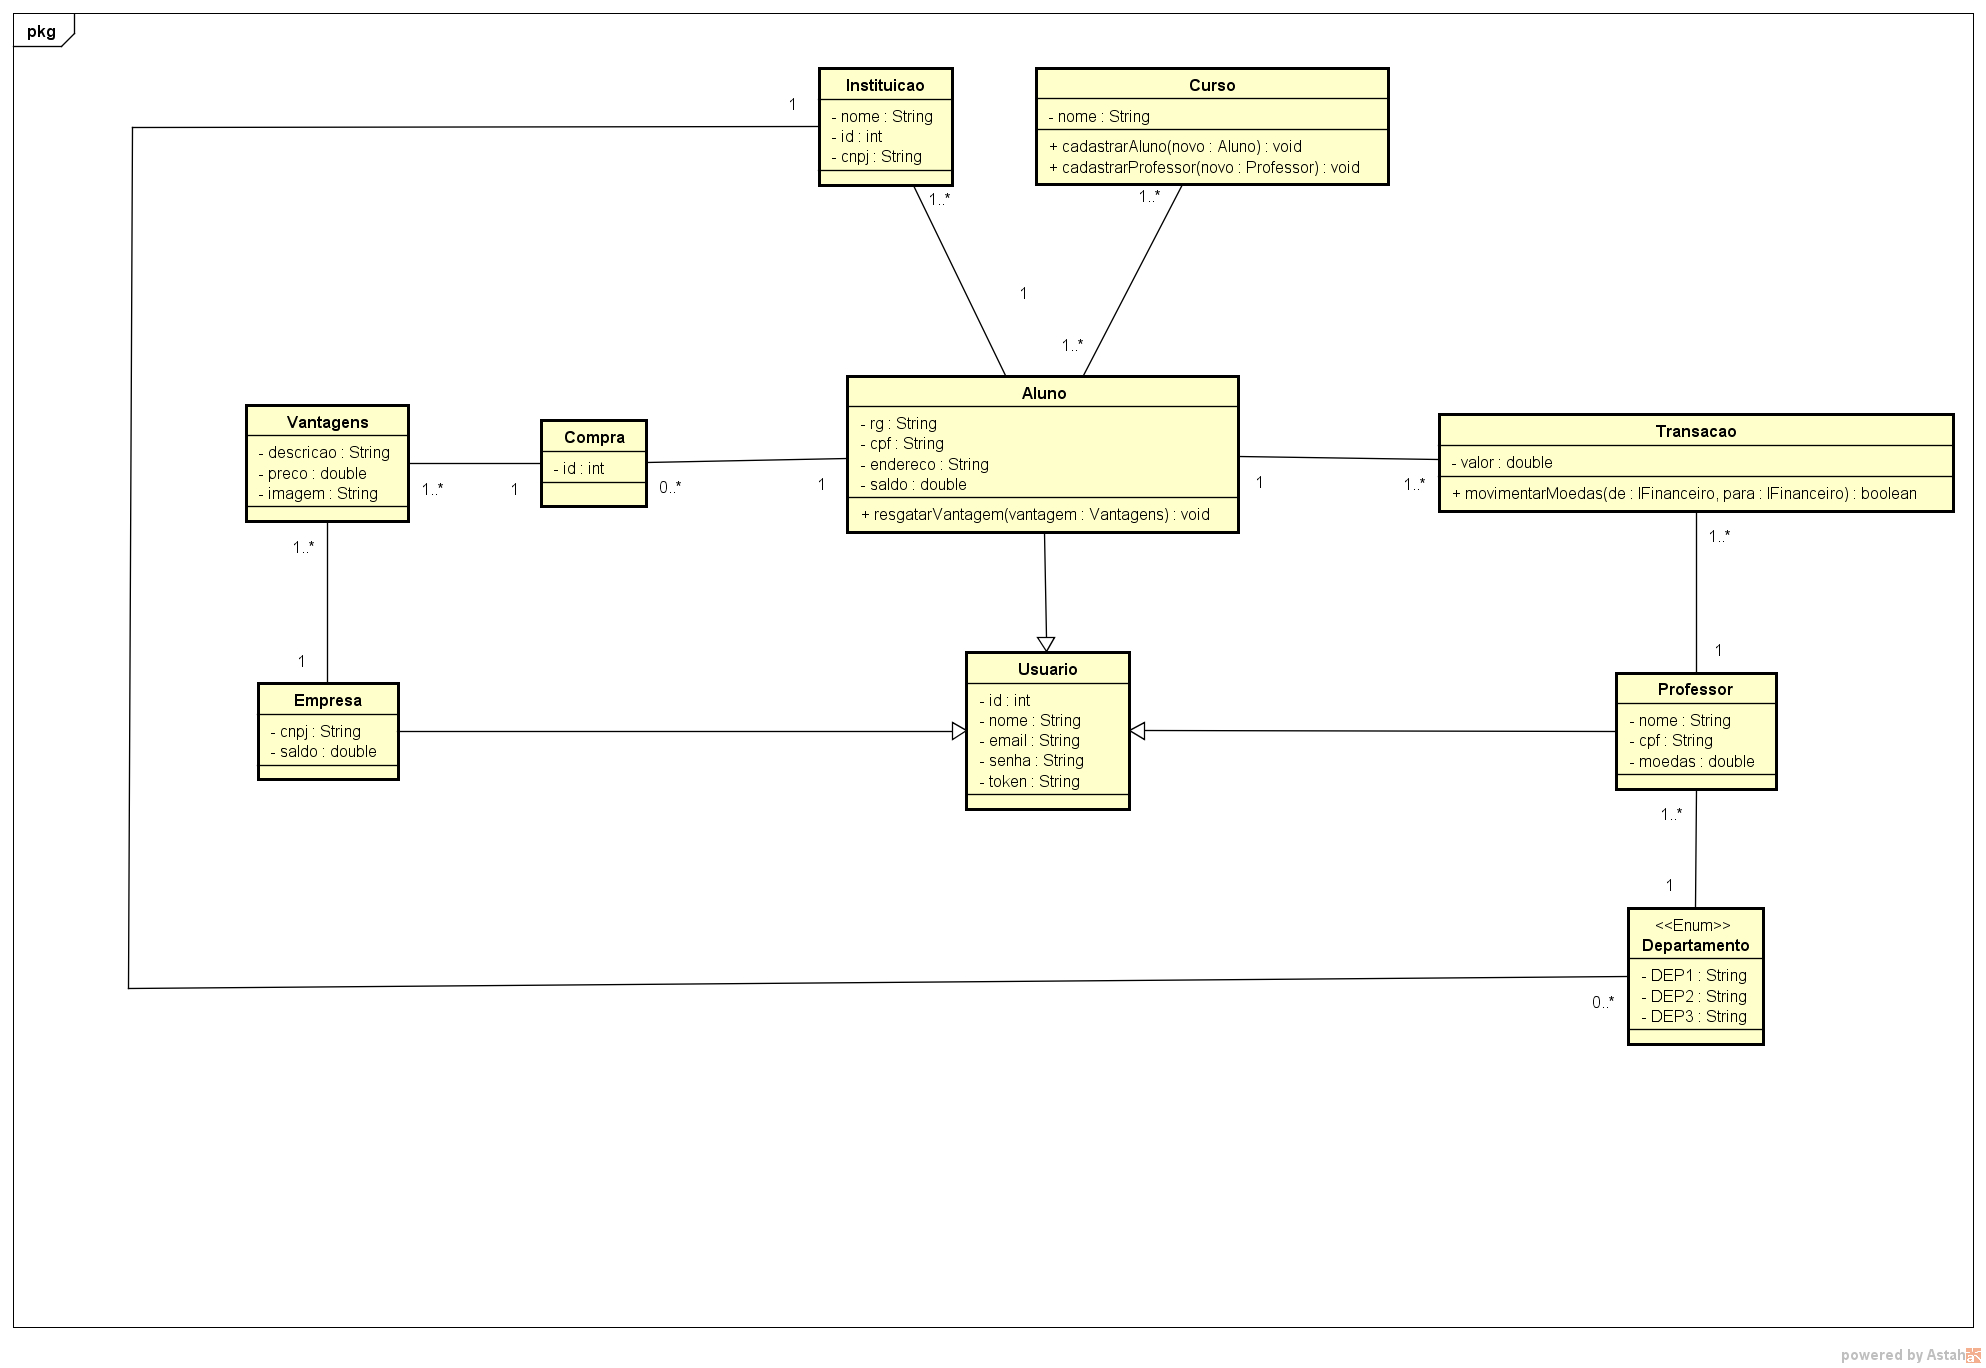 pkg
1
Instituicao
- nome : String
- id : int
- cnpj : String
1..*
Curso
- nome : String
+ cadastrarAluno(novo : Aluno) : void
+ cadastrarProfessor(novo : Professor) : void
1..*
1
1..*
Vantagens
- descricao : String
- preco : double
- imagem : String
1..*
1
Compra
- id : int
0..*
1
Aluno
- rg : String
- cpf : String
- endereco : String
- saldo : double
+ resgatarVantagem(vantagem : Vantagens) : void
1
1..*
Transacao
- valor : double
+ movimentarMoedas(de : IFinanceiro, para : IFinanceiro) : boolean
1..*
1..*
1
1
Empresa
- cnpj : String
- saldo : double
Usuario
- id : int
- nome : String
- email : String
- senha : String
- token : String
Professor
- nome : String
- cpf : String
- moedas : double
1..*
1
<<Enum>>
Departamento
- DEP1 : String
- DEP2 : String
- DEP3 : String
0..*
powered by Astah